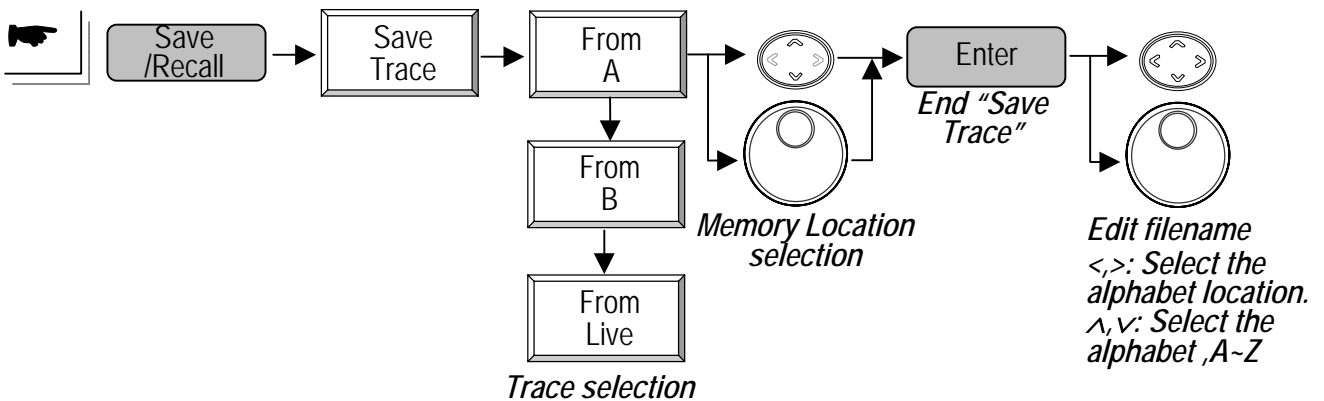 Save
/Recall
Save
Trace
From
A
From
B
From
Live
Trace selection
Memory Location
selection
Enter
End “Save
Trace”
Edit filename
<,>: Select the
alphabet location.
∧,∨: Select the
alphabet ,A~Z